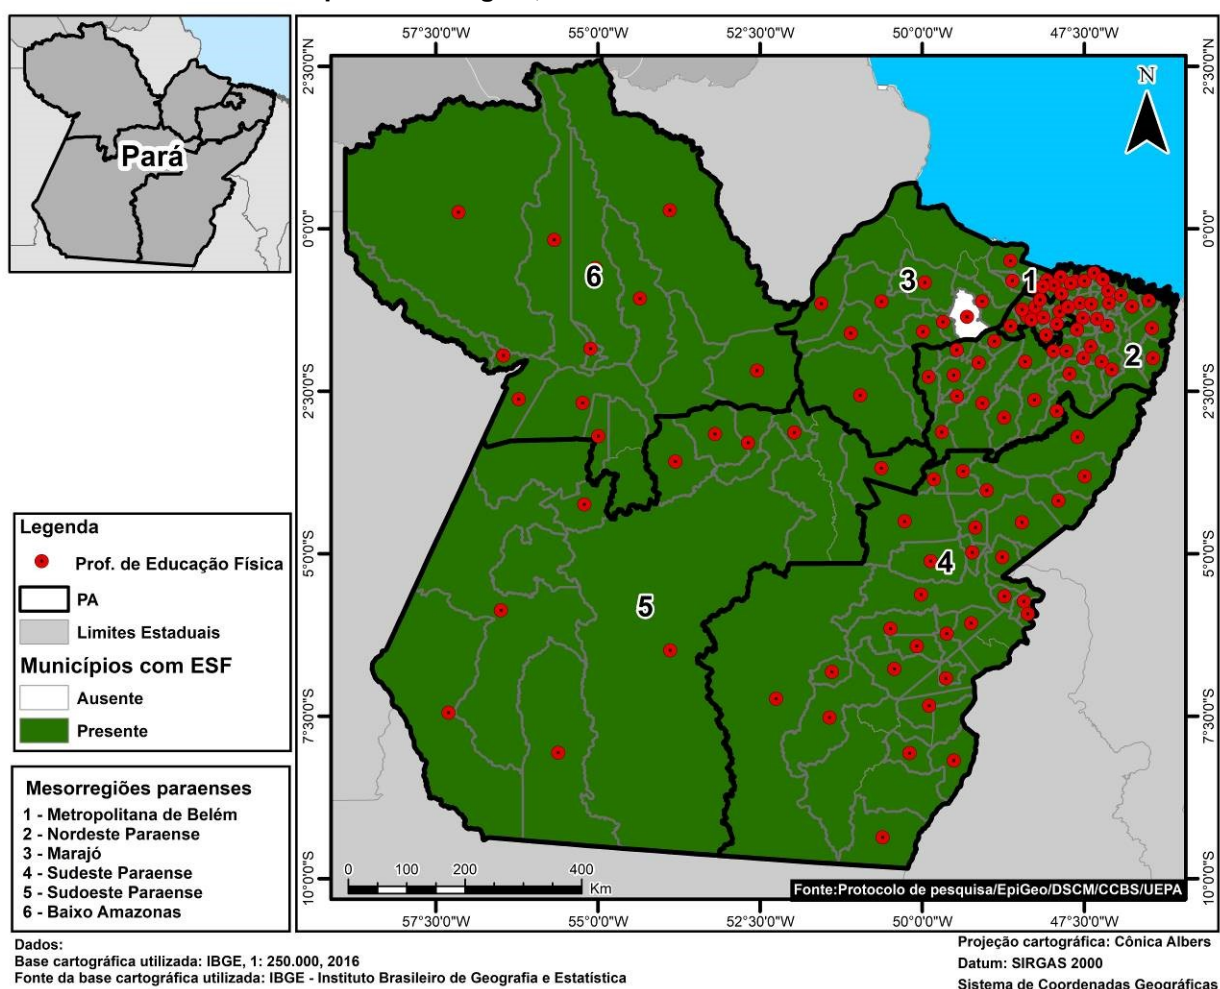 Pará
57°30'0"W
55°0'0"W
52°30'0"W
50°0'0"W
47°30'0"W
2°30'0"N
2°30'0"N
N
0°0'0"
0°0'0"
6
3
1
2
2°30'0"S
2°30'0"S
Legenda
Prof. de Educação Física
PA
Limites Estaduais
Municípios com ESF
Ausente
Presente
5°0'0"S
5°0'0"S
4
5
7°30'0"S
7°30'0"S
Mesorregiões paraenses
1 - Metropolitana de Belém
2 - Nordeste Paraense
3 - Marajó
4 - Sudeste Paraense
5 - Sudoeste Paraense
6 - Baixo Amazonas
0 100 200 400
Km
10°0'0"S
10°0'0"S
Fonte:Protocolo de pesquisa/EpiGeo/DSCM/CCBS/UEPA
57°30'0"W
55°0'0"W
52°30'0"W
50°0'0"W
47°30'0"W
Dados:
Base cartográfica utilizada: IBGE, 1: 250.000, 2016
Fonte da base cartográfica utilizada: IBGE - Instituto Brasileiro de Geografia e Estatística
Projeção cartográfica: Cônica Albers
Datum: SIRGAS 2000
Sistema de Coordenadas Geográficas